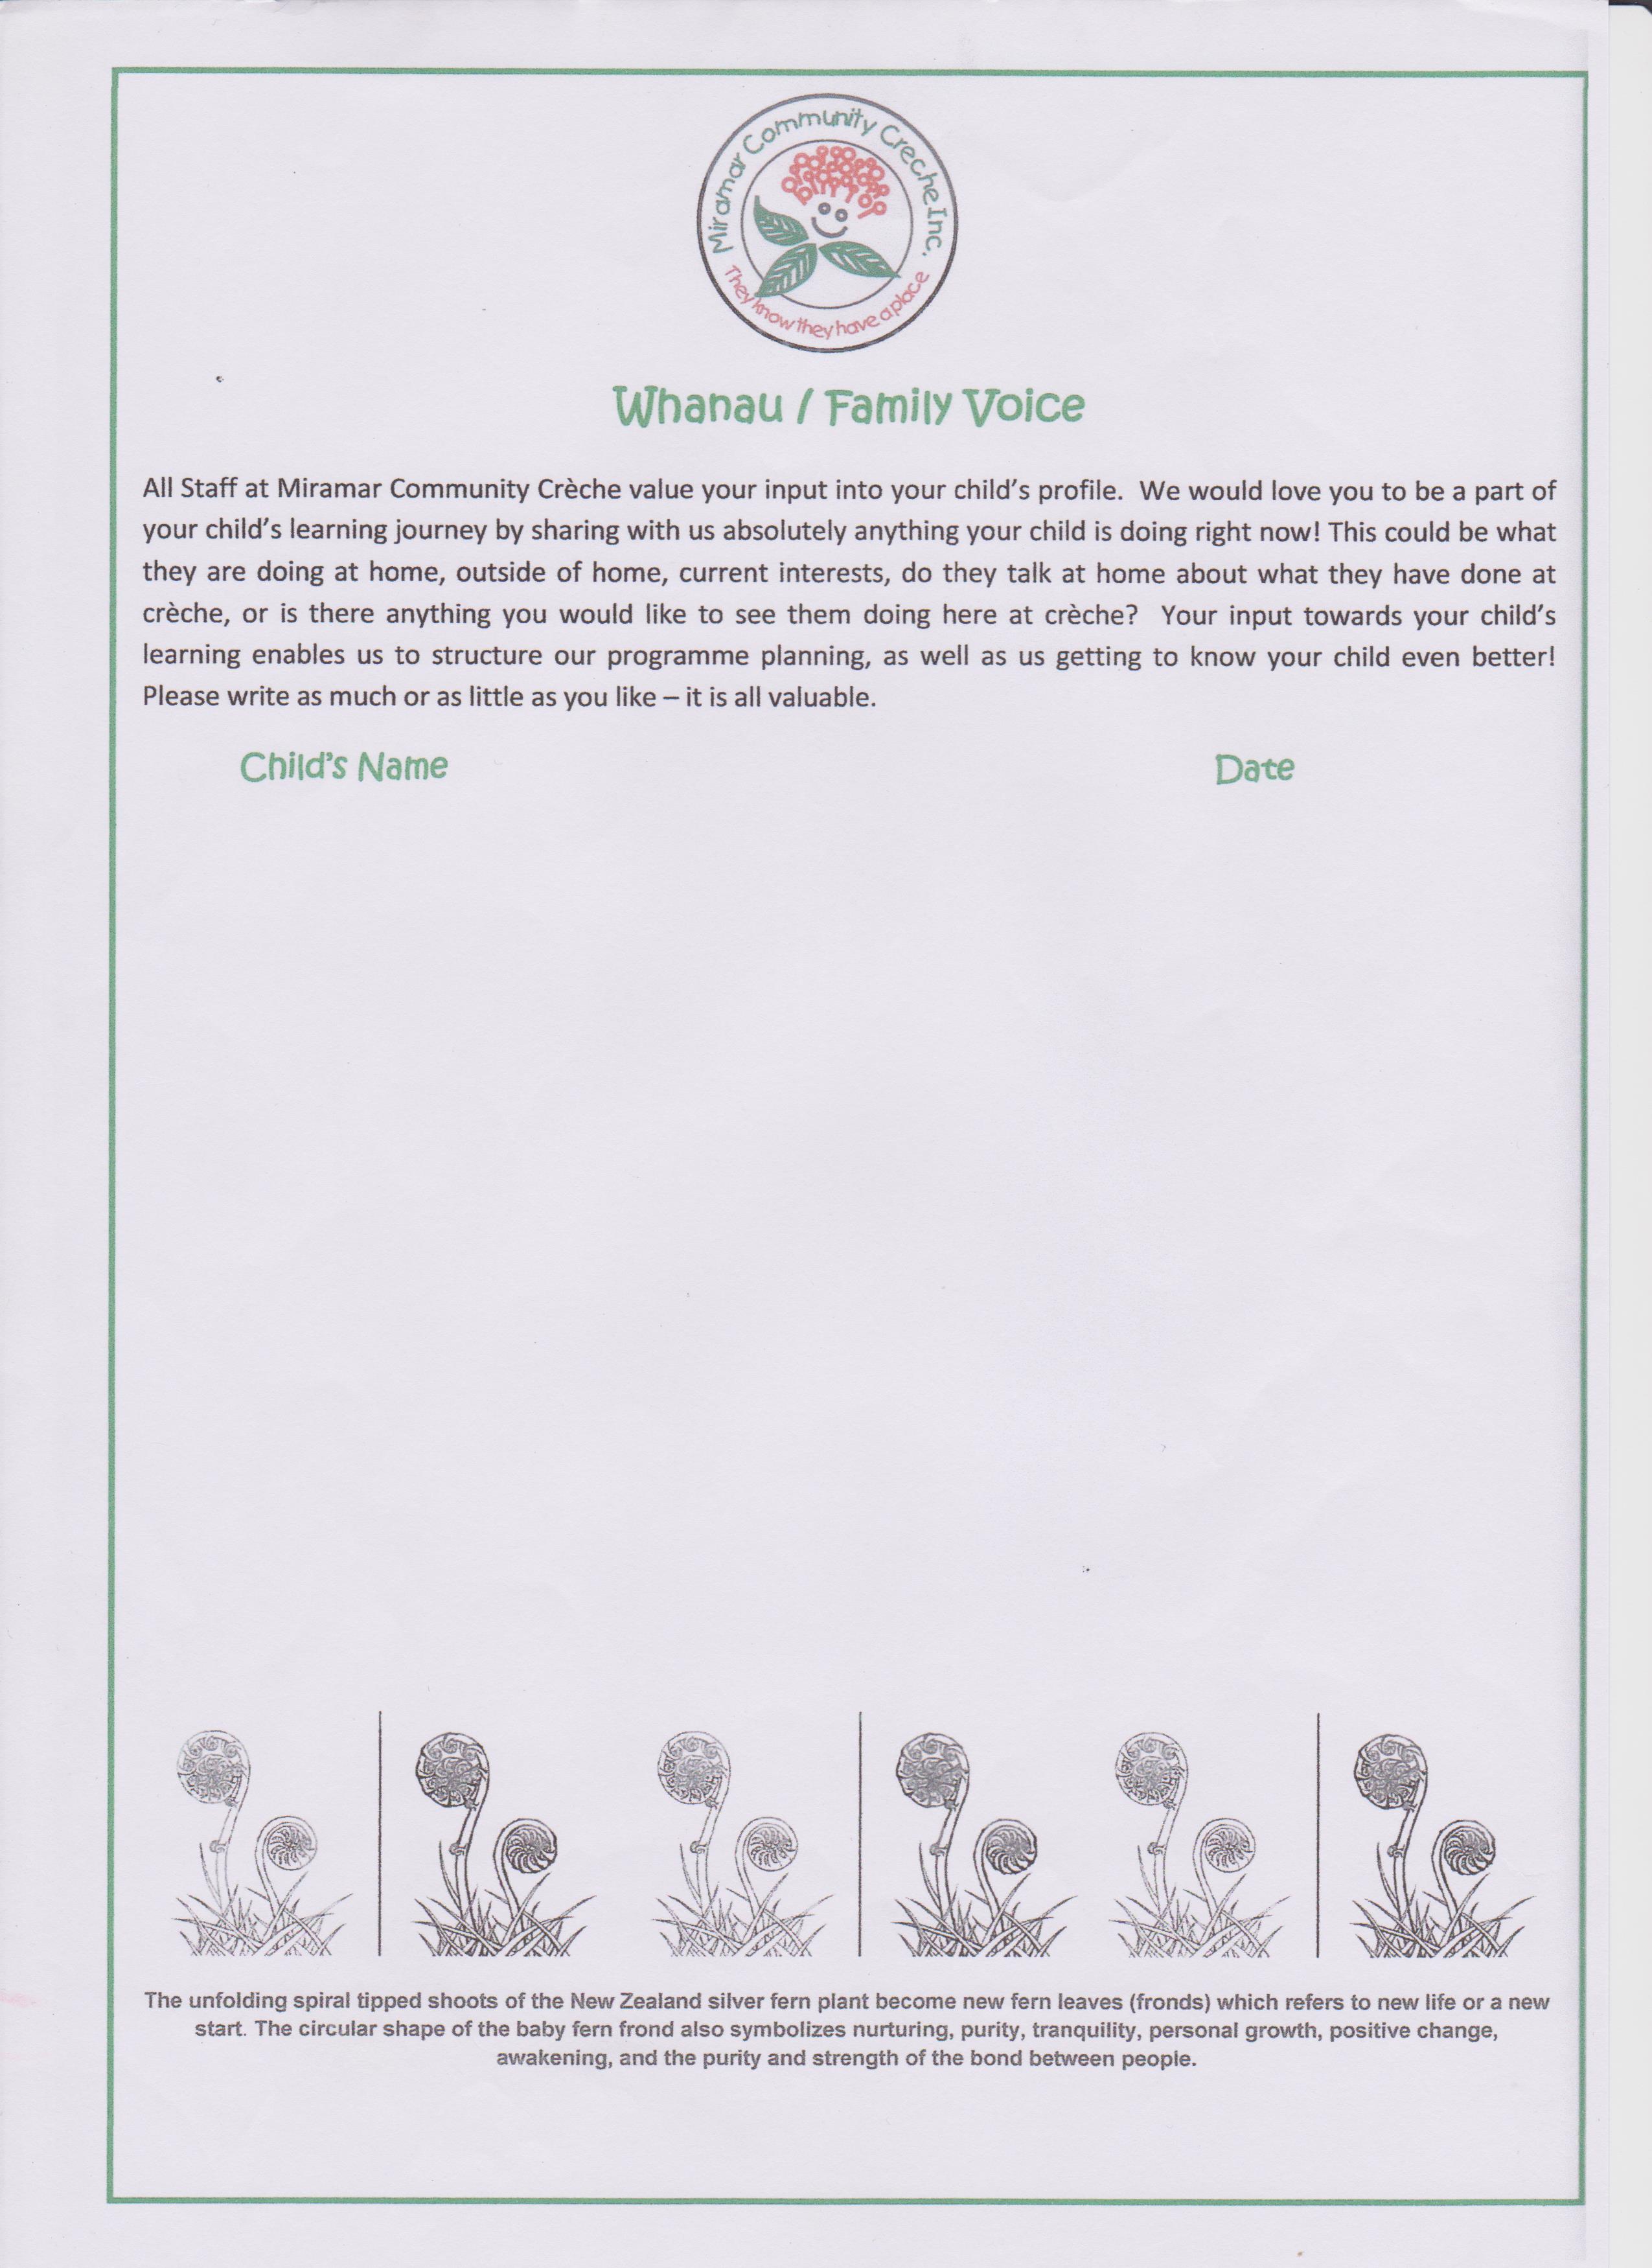 Miramar Community Creche Inc.
They know they have a place
Whanau / Family Voice
All Staff at Miramar Community Crèche value your input into your child’s profile.  We would love you to be a part of
your child’s learning journey by sharing with us absolutely anything your child is doing right now! This could be what
they are doing at home, outside of home, current interests, do they talk at home about what they have done at
crèche, or is there anything you would like to see them doing here at crèche?  Your input towards your child’s
learning enables us to structure our programme planning, as well as us getting to know your child even better!
Please write as much or as little as you like – it is all valuable.
Child’s Name Date
The unfolding spiral tipped shoots of the New Zealand silver fern plant become new fern leaves (fronds) which refers to new life or a new
start. The circular shape of the baby fern frond also symbolizes nurturing, purity, tranquility, personal growth, positive change,
awakening, and the purity and strength of the bond between people.